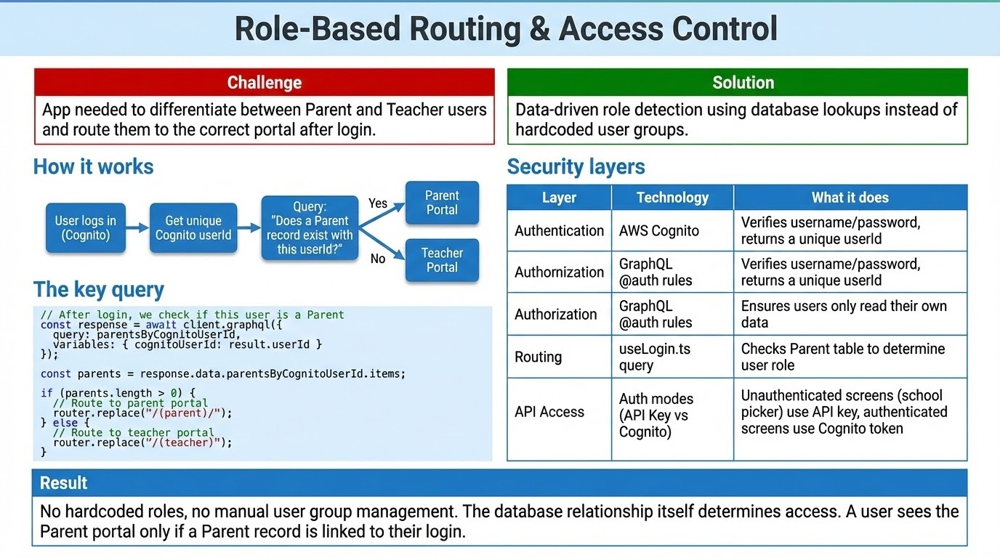 Role-Based Routing & Access Control
Challenge
App needed to differentiate between Parent and Teacher users
and route them to the correct portal after login.
Solution
Data-driven role detection using database lookups instead of
hardcoded user groups.
How it works
User logs in
(Cognito)
Get unique
Cognito userId
Query:
"Does a Parent
record exist with
this userId?"
Yes
No
Parent
Portal
Teacher
Portal
The key query
// After login, we check if this user is a Parent
const respense = await client.graphql({
  query: parentsByCognitoUserId,
  variables: { cognitoUserId: result.userId }
});
const parents = response.data.parentsByCognitoUserId.items;
if (parents.length > 0) {
  // Route to parent portal
  router.replace("/(parent)/");
} else {
  // Route to teacher portal
  router.replace("/(teacher)");
}
Security layers
Layer
Technology
What it does
Authentication
AWS Cognito
Verifies username/password,
returns a unique userId
Authornization
GraphQL
@auth rules
Verifies username/password,
returns a unique userId
Authorization
GraphQL
@auth rules
Ensures users only read their own
data
Routing
useLogin.ts
query
Checks Parent table to determine
user role
API Access
Auth modes
(API Key vs
Cognito)
Unauthenticated screens (school
picker) use API key, authenticated
screens use Cognito token
Result
No hardcoded roles, no manual user group management. The database relationship itself determines access. A user sees the
Parent portal only if a Parent record is linked to their login.